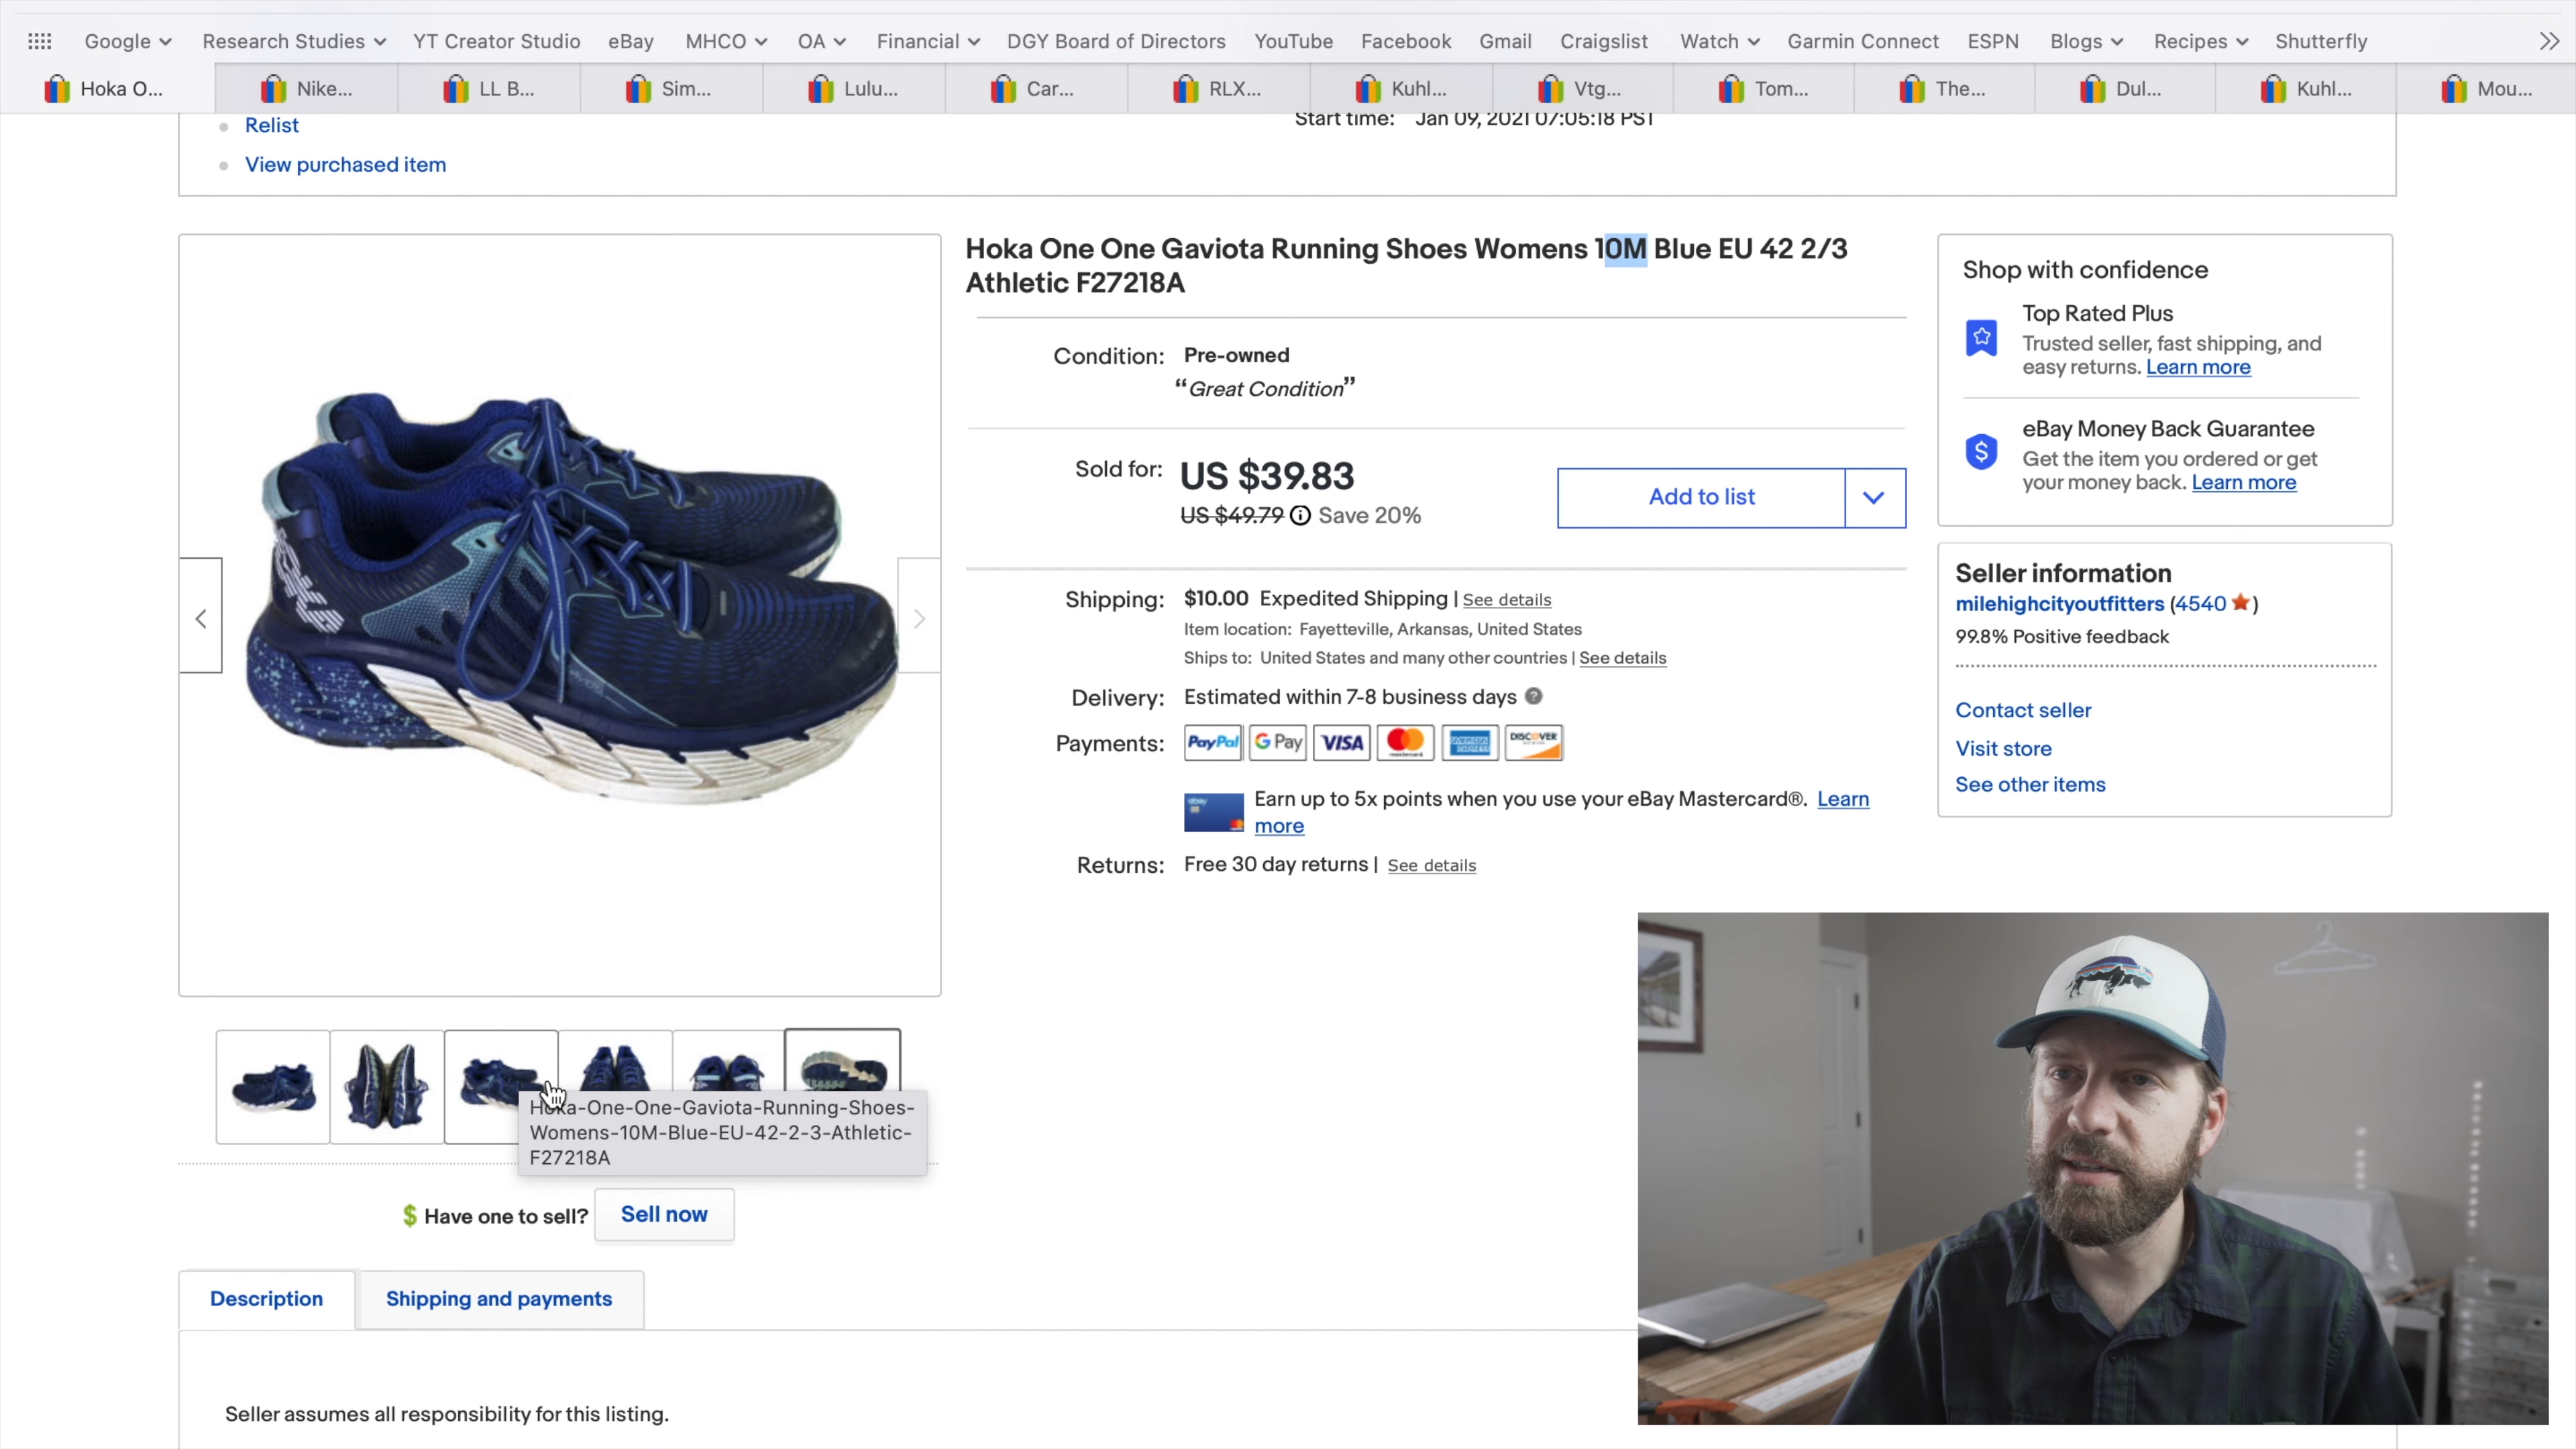 Google Research Studies YT Creator Studio eBay MHCO OA Financial DGY Board of Directors YouTube Facebook Gmail Craigslist Watch Garmin Connect ESPN Blogs Recipes Shutterfly
Hoka O... Nike... LL B... Sim... Lulu... Car... RLX... Kuhl... Vtg... Tom... The... Dul... Kuhl... Mou...
Relist
Start time: Jan 09, 2021 07:05:18 PST
View purchased item
Hoka One One Gaviota Running Shoes Womens 10M Blue EU 42 2/3
Athletic F27218A
Condition: Pre-owned
“Great Condition”
Sold for: US $39.83
US $49.79 Save 20%
Add to list
Shipping: $10.00 Expedited Shipping | See details
Item location: Fayetteville, Arkansas, United States
Ships to: United States and many other countries | See details
Delivery: Estimated within 7-8 business days
Payments: PayPal G Pay VISA mastercard AMERICAN EXPRESS DISCOVER
ebay
Earn up to 5x points when you use your eBay Mastercard®. Learn
more
Returns: Free 30 day returns | See details
Shop with confidence
Top Rated Plus
Trusted seller, fast shipping, and
easy returns. Learn more
eBay Money Back Guarantee
Get the item you ordered or get
your money back. Learn more
Seller information
milehighcityoutfitters (4540)
99.8% Positive feedback
Contact seller
Visit store
See other items
HOKA
Hoka-One-One-Gaviota-Running-Shoes-
Womens-10M-Blue-EU-42-2-3-Athletic-
F27218A
$ Have one to sell? Sell now
Description Shipping and payments
Seller assumes all responsibility for this listing.